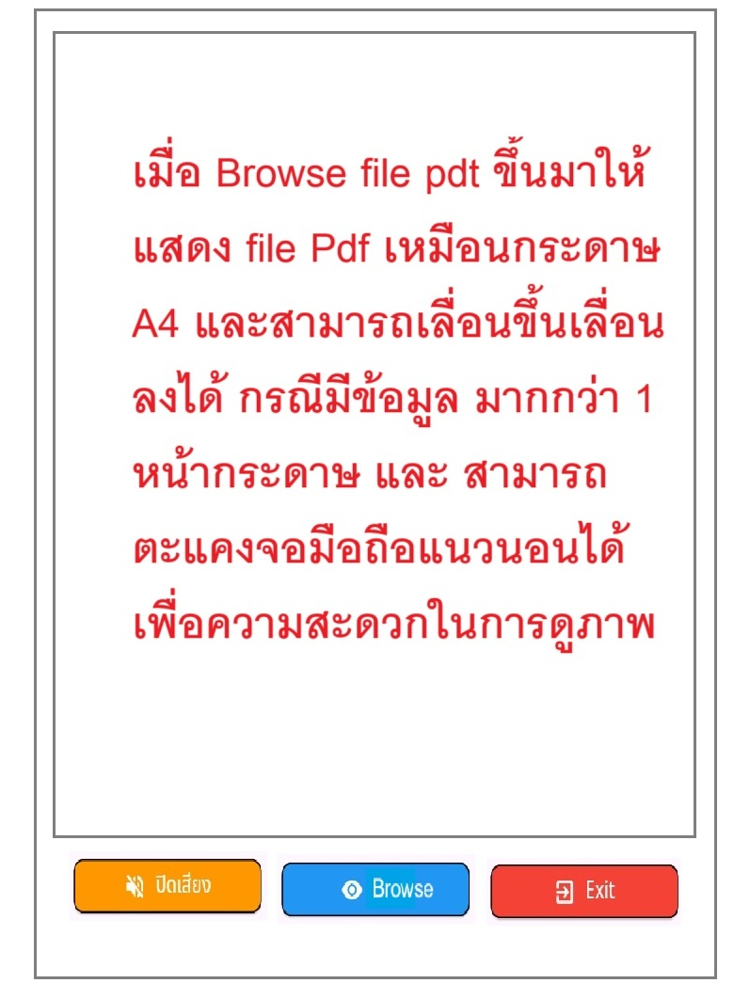 เมื่อ Browse file pdt ขึ้นมาให้
แสดง file Pdf เหมือนกระดาษ
A4 และสามารถเลื่อนขึ้นเลื่อน
ลงได้ กรณีมีข้อมูล มากกว่า 1
หน้ากระดาษ และ สามารถ
ตะแคงจอมือถือแนวนอนได้
เพื่อความสะดวกในการดูภาพ
ปิดเสียง Browse Exit